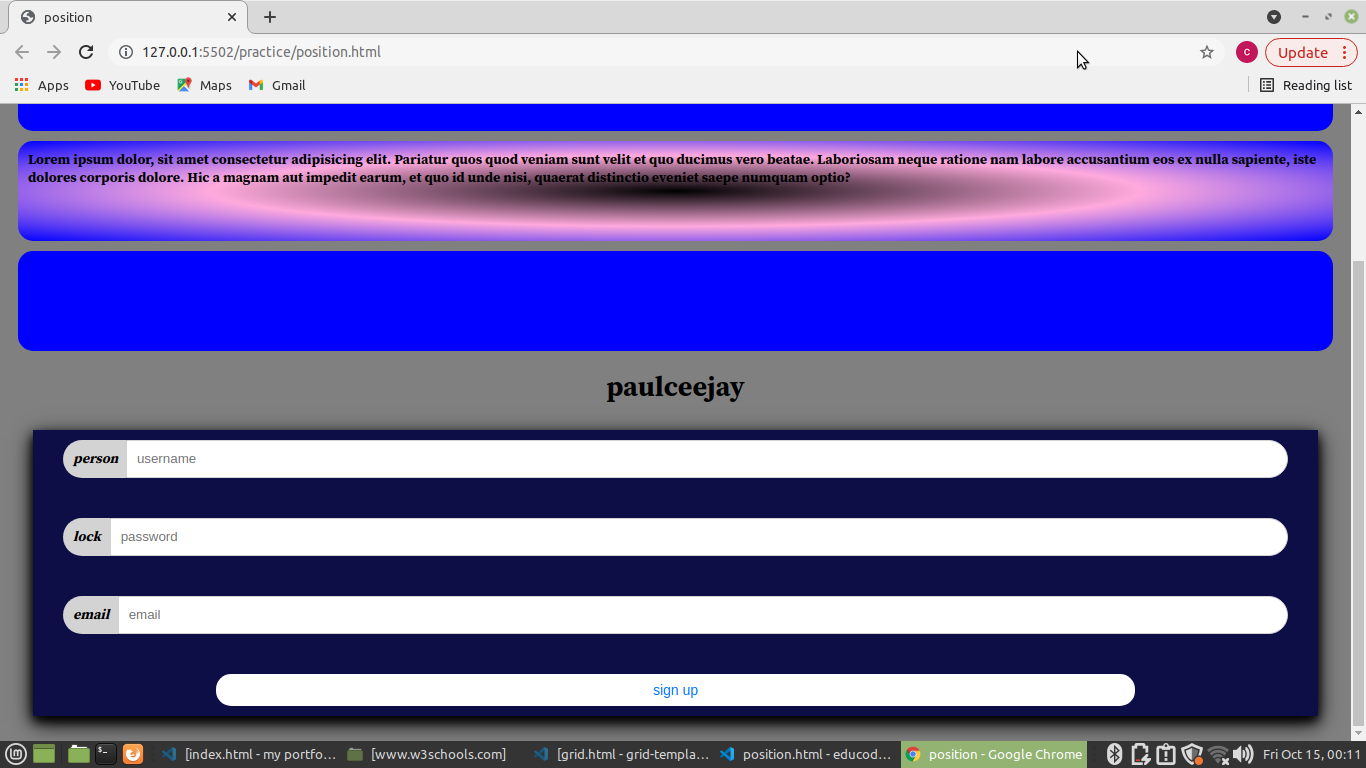 position
127.0.0.1:5502/practice/position.html
C
Update
Apps
YouTube
Maps
Gmail
Reading list
Lorem ipsum dolor, sit amet consectetur adipisicing elit. Pariatur quos quod veniam sunt velit et quo ducimus vero beatae. Laboriosam neque ratione nam labore accusantium eos ex nulla sapiente, iste
dolores corporis dolore. Hic a magnam aut impedit earum, et quo id unde nisi, quaerat distinctio eveniet saepe numquam optio?
paulceejay
person username
lock password
email email
sign up
[index.html - my portfo...
[www.w3schools.com]
[grid.html - grid-templa...
position.html - educod...
position - Google Chrome
Fri Oct 15, 00:11